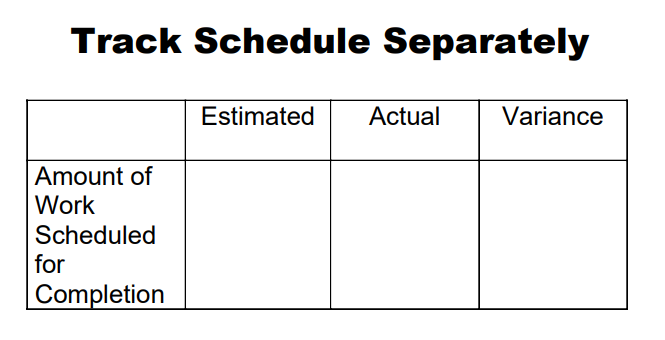 Track Schedule Separately
Estimated Actual Variance
Amount of
Work
Scheduled
for
Completion